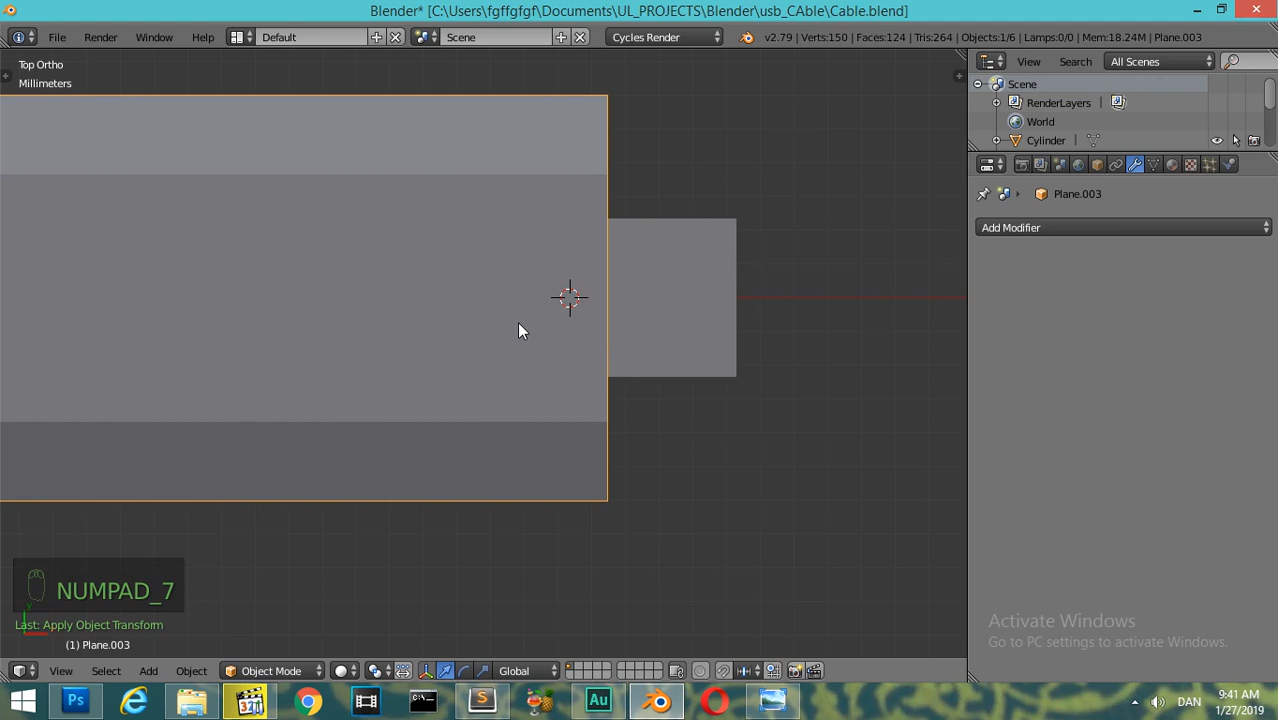 Blender* [C:\Users\fgffgfgf\Documents\UL_PROJECTS\Blender\usb_CAble\Cable.blend]
File Render Window Help Default Scene Cycles Render v2.79 | Verts:150 | Faces:124 | Tris:264 | Objects:1/6 | Lamps:0/0 | Mem:18.24M | Plane.003
Top Ortho
Millimeters
View Search All Scenes
Scene
RenderLayers
World
Cylinder
Plane.003
Add Modifier
NUMPAD_7
Last: Apply Object Transform
(1) Plane.003
Activate Windows
Go to PC settings to activate Windows.
View Select Add Object Object Mode Global
Ps
321
S
Au
DAN
9:41 AM
1/27/2019